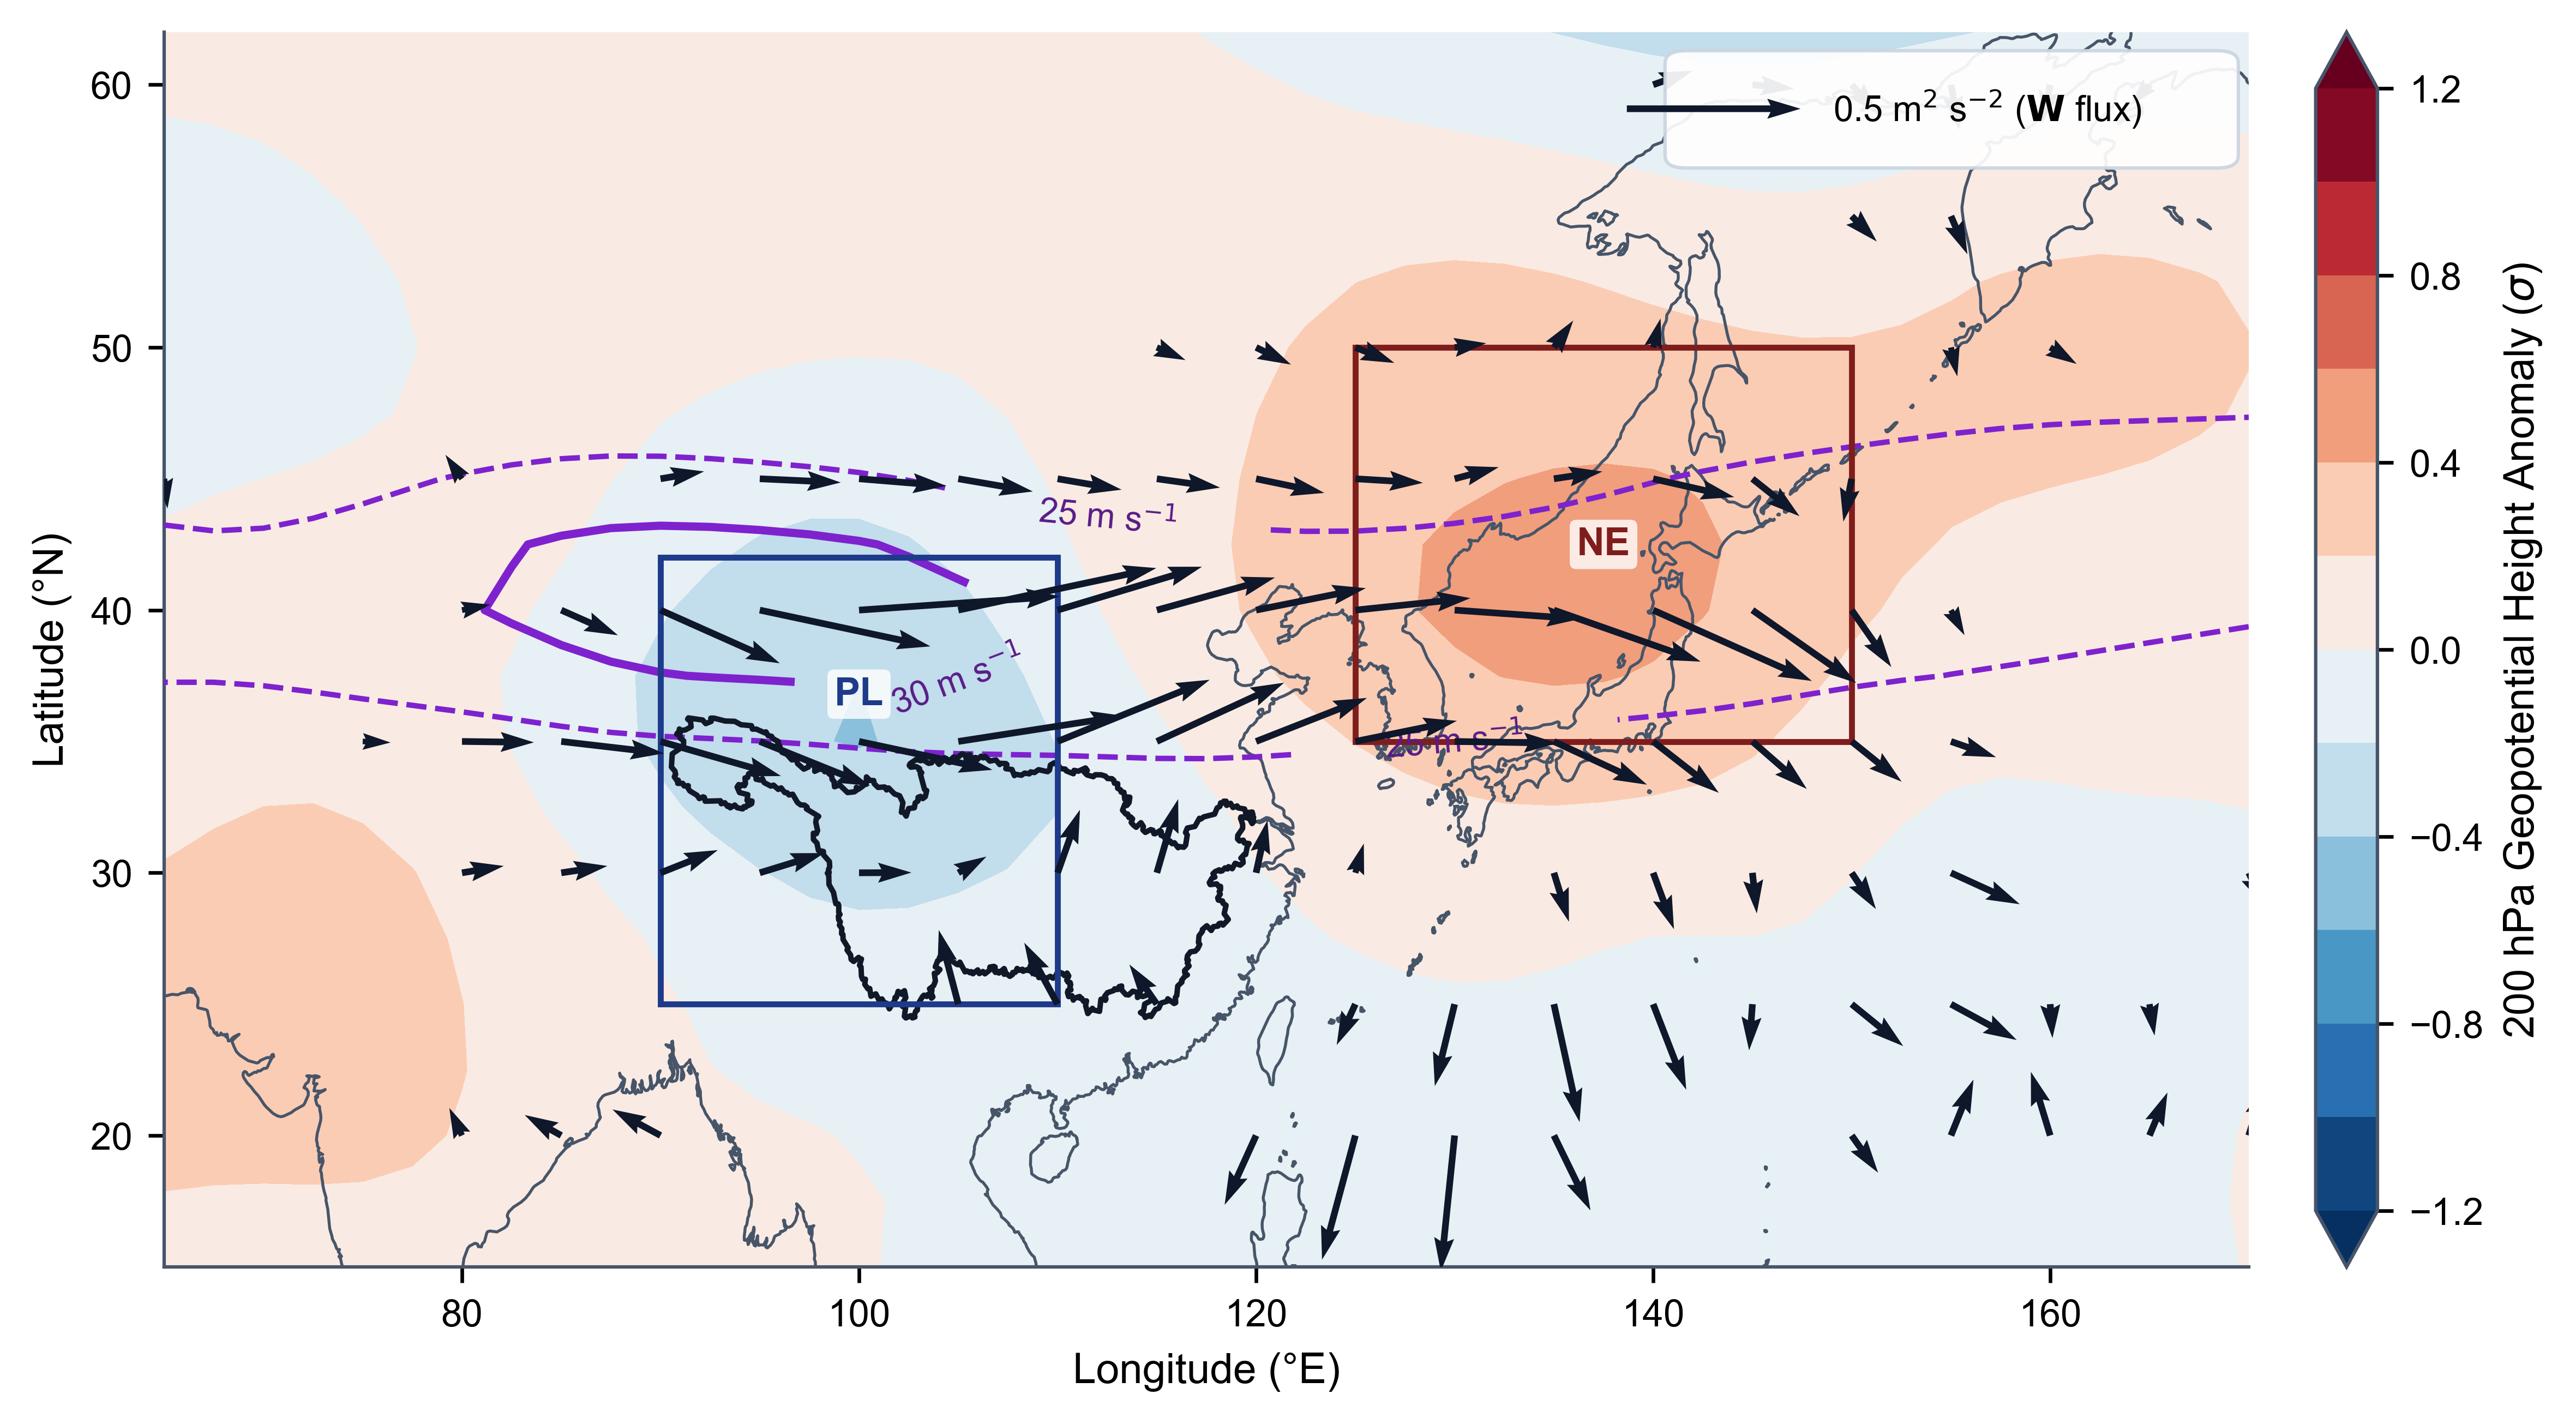 0.5 m² s⁻² (W flux)
60
50
40
30
20
Latitude (°N)
25 m s⁻¹
NE
PL
30 m s⁻¹
25 m s⁻¹
80
100
120
140
160
Longitude (°E)
1.2
0.8
0.4
0.0
−0.4
−0.8
−1.2
200 hPa Geopotential Height Anomaly (σ)